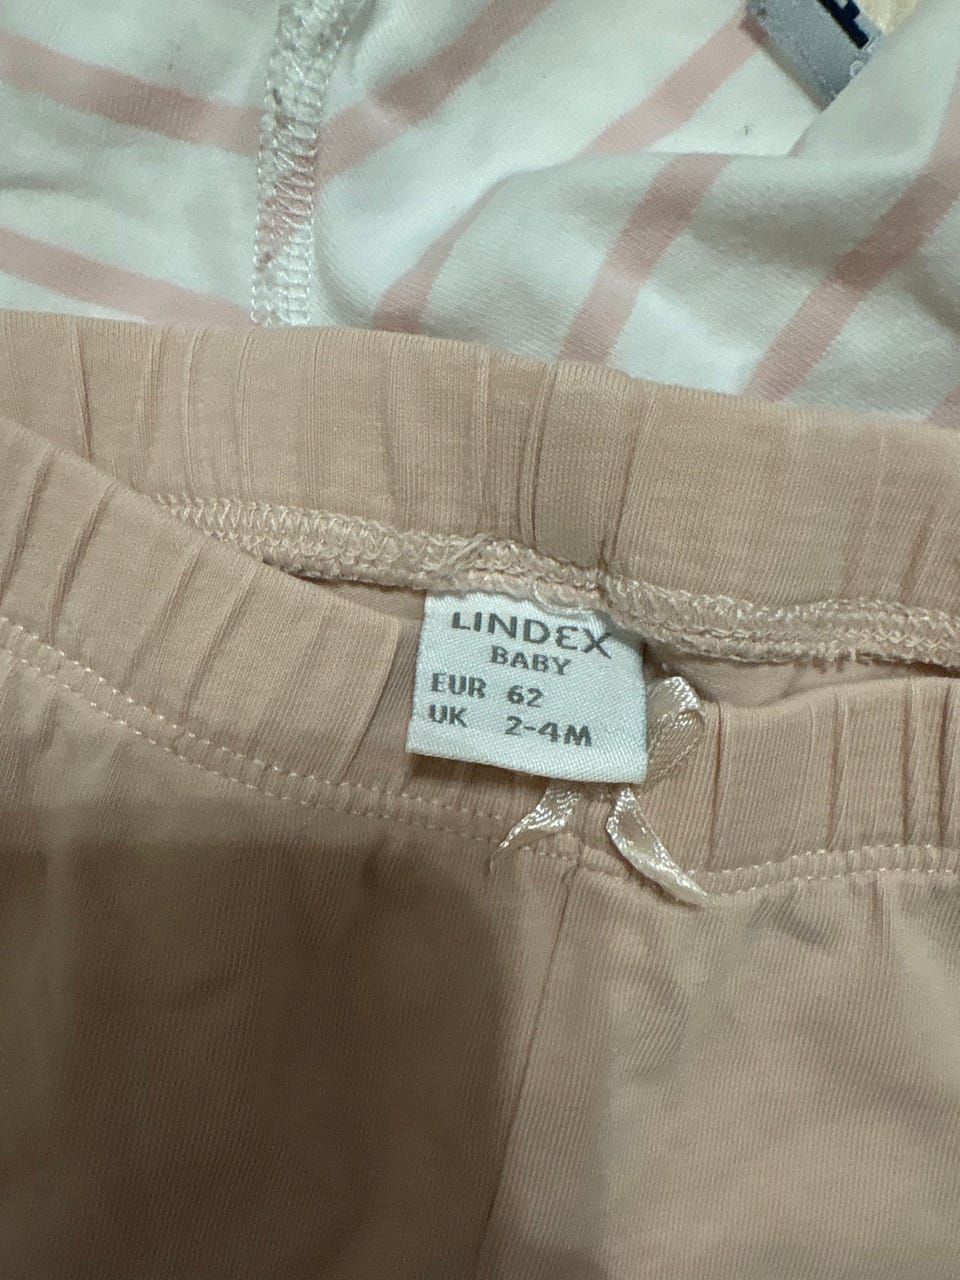 LINDEX
BABY
EUR 62
UK 2-4M